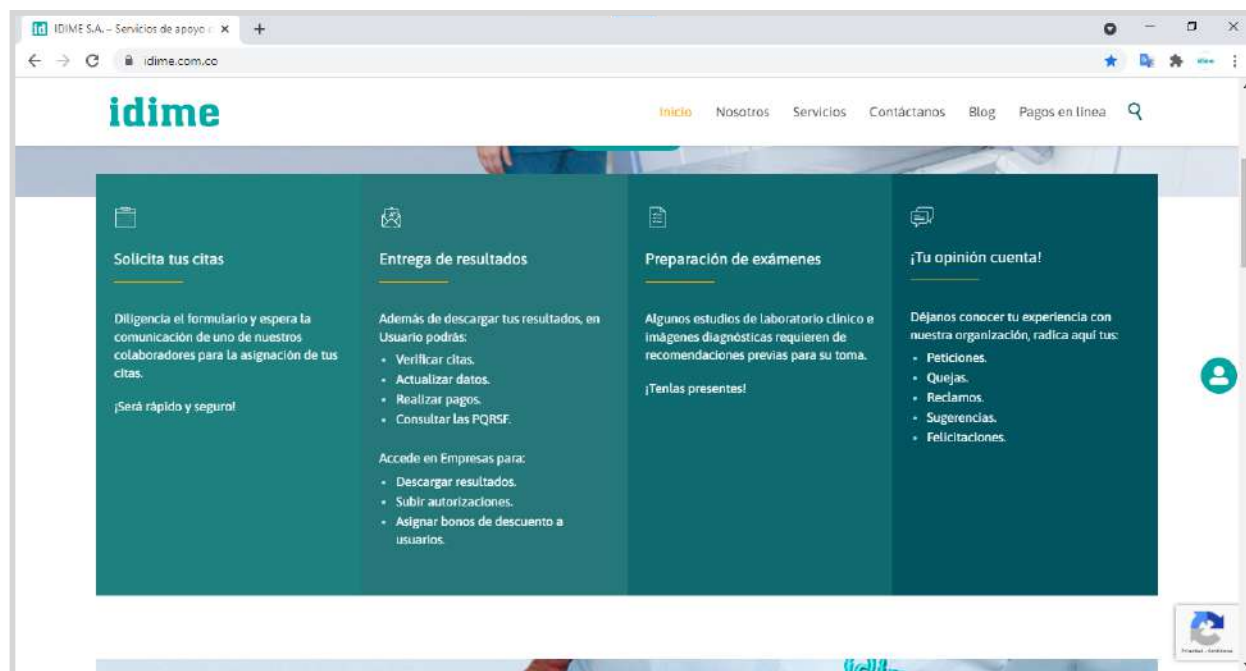 IDIME S.A. – Servicios de apoyo
idime.com.co
idime
Inicio Nosotros Servicios Contáctanos Blog Pagos en línea
Solicita tus citas
Diligencia el formulario y espera la
comunicación de uno de nuestros
colaboradores para la asignación de tus
citas.
¡Será rápido y seguro!
Entrega de resultados
Además de descargar tus resultados, en
Usuario podrás:
• Verificar citas.
• Actualizar datos.
• Realizar pagos.
• Consultar las PQRSF.
Accede en Empresas para:
• Descargar resultados.
• Subir autorizaciones.
• Asignar bonos de descuento a
usuarios.
Preparación de exámenes
Algunos estudios de laboratorio clínico e
imágenes diagnósticas requieren de
recomendaciones previas para su toma.
¡Tenlas presentes!
¡Tu opinión cuenta!
Déjanos conocer tu experiencia con
nuestra organización, radica aquí tus:
• Peticiones.
• Quejas.
• Reclamos.
• Sugerencias.
• Felicitaciones.